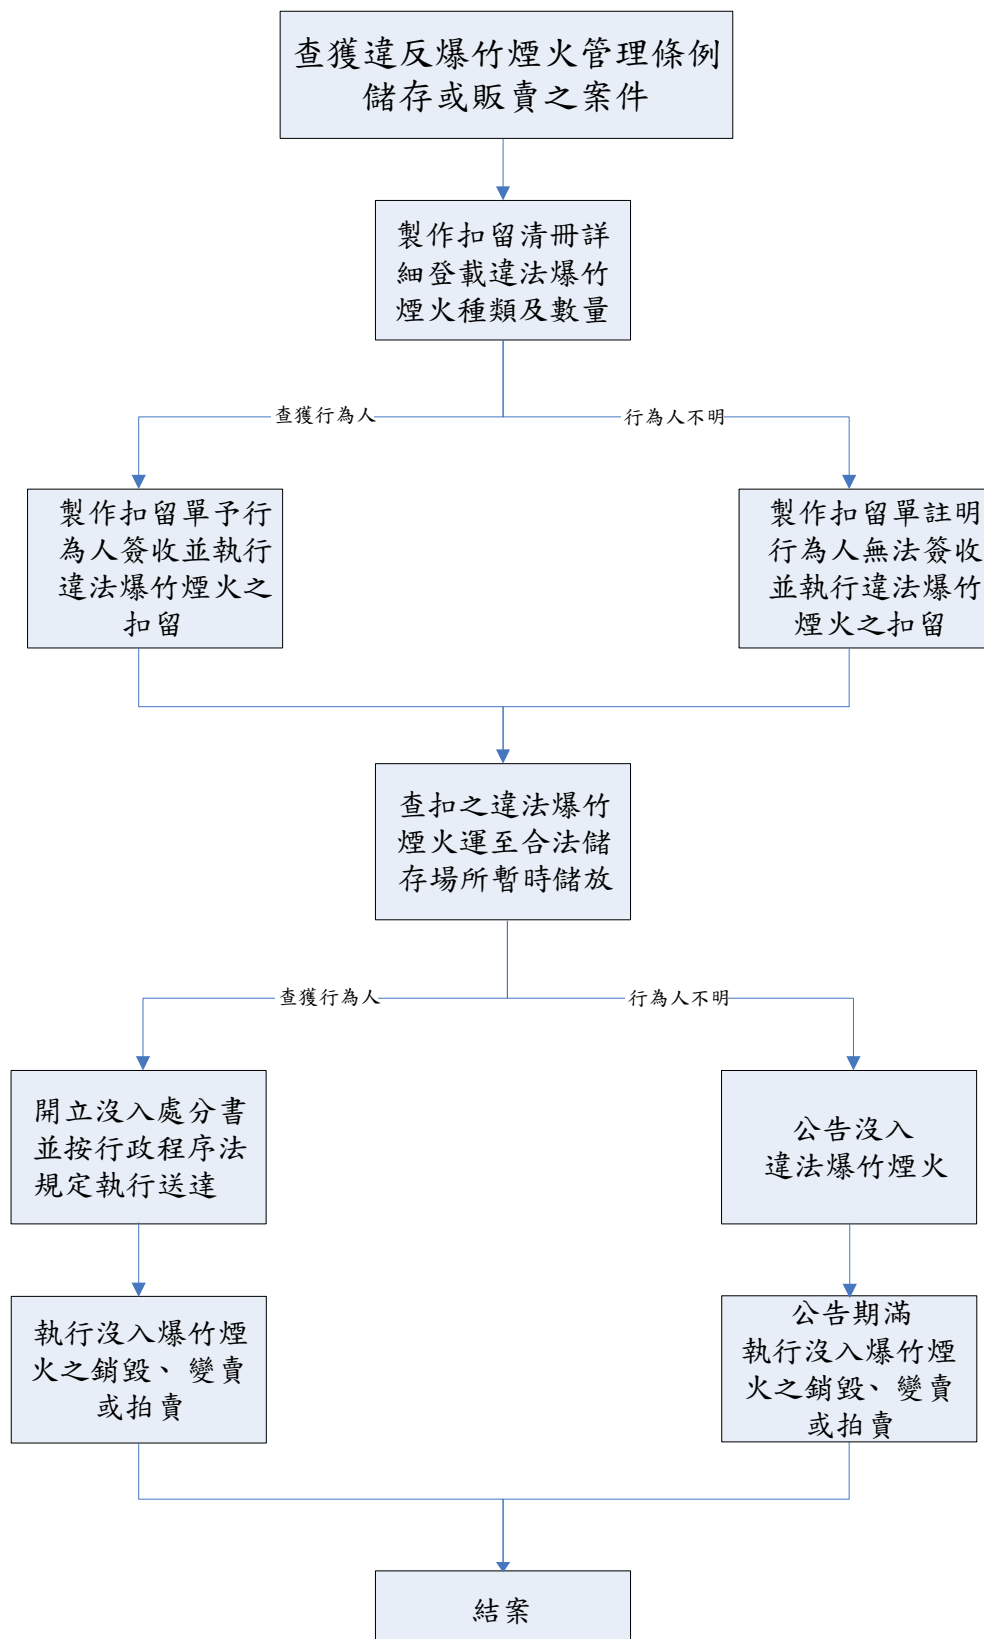 查獲違反爆竹煙火管理條例
儲存或販賣之案件
製作扣留清冊詳
細登載違法爆竹
煙火種類及數量
查獲行為人
行為人不明
製作扣留單予行
為人簽收並執行
違法爆竹煙火之
扣留
製作扣留單註明
行為人無法簽收
並執行違法爆竹
煙火之扣留
查扣之違法爆竹
煙火運至合法儲
存場所暫時儲放
查獲行為人
行為人不明
開立沒入處分書
並按行政程序法
規定執行送達
公告沒入
違法爆竹煙火
執行沒入爆竹煙
火之銷毀、變賣
或拍賣
公告期滿
執行沒入爆竹煙
火之銷毀、變賣
或拍賣
結案